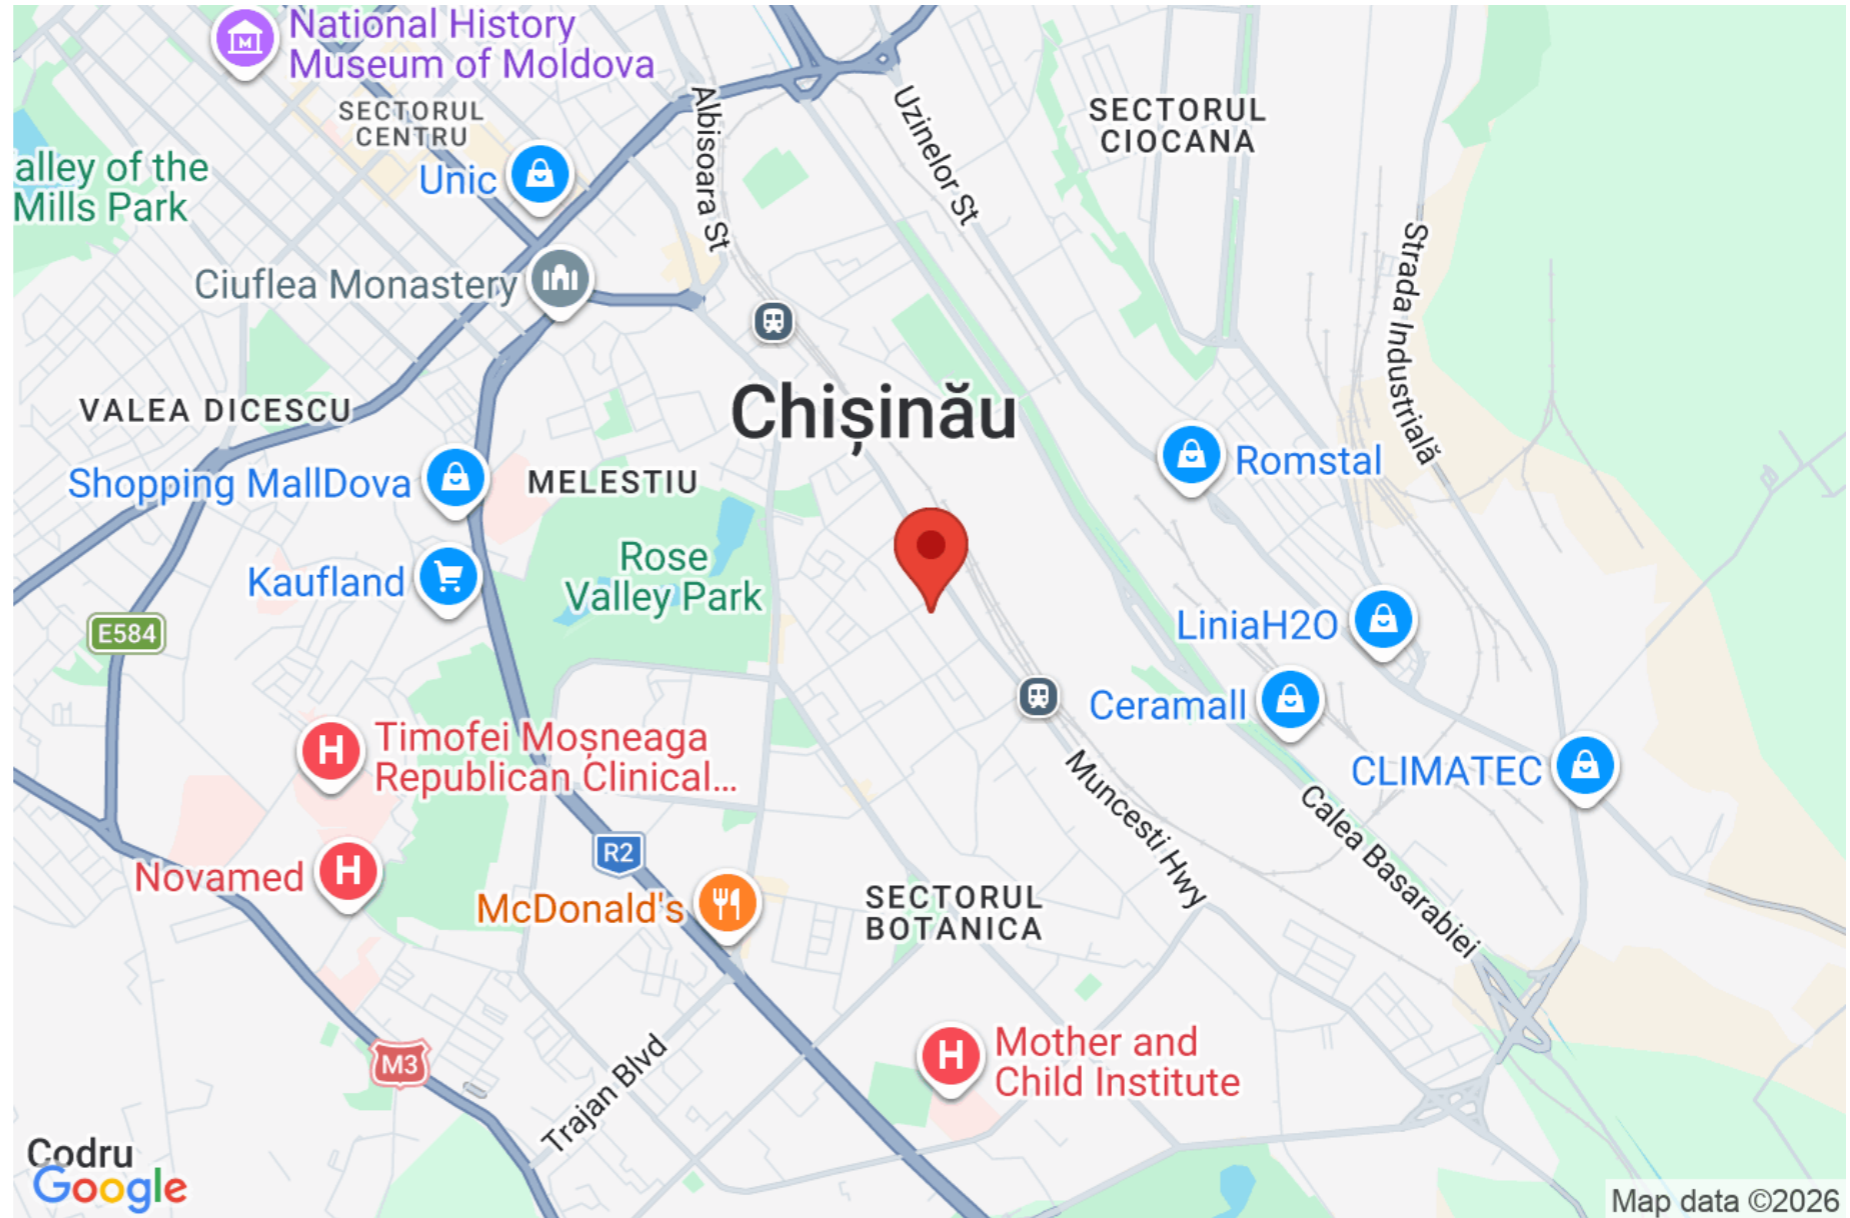 National History
Museum of Moldova
SECTORUL
CENTRU
Albisoara St
Uzinelor St
SECTORUL
CIOCANA
alley of the
Mills Park
Unic
Strada Industrială
Ciuflea Monastery
Chișinău
VALEA DICESCU
Shopping MallDova
MELESTIU
Romstal
Rose
Valley Park
Kaufland
E584
LiniaH2O
Ceramall
Timofei Moșneaga
Republican Clinical...
CLIMATEC
Muncesti Hwy
Calea Basarabiei
R2
Novamed
McDonald's
SECTORUL
BOTANICA
M3
Trajan Blvd
Mother and
Child Institute
Codru
Google
Map data ©2026